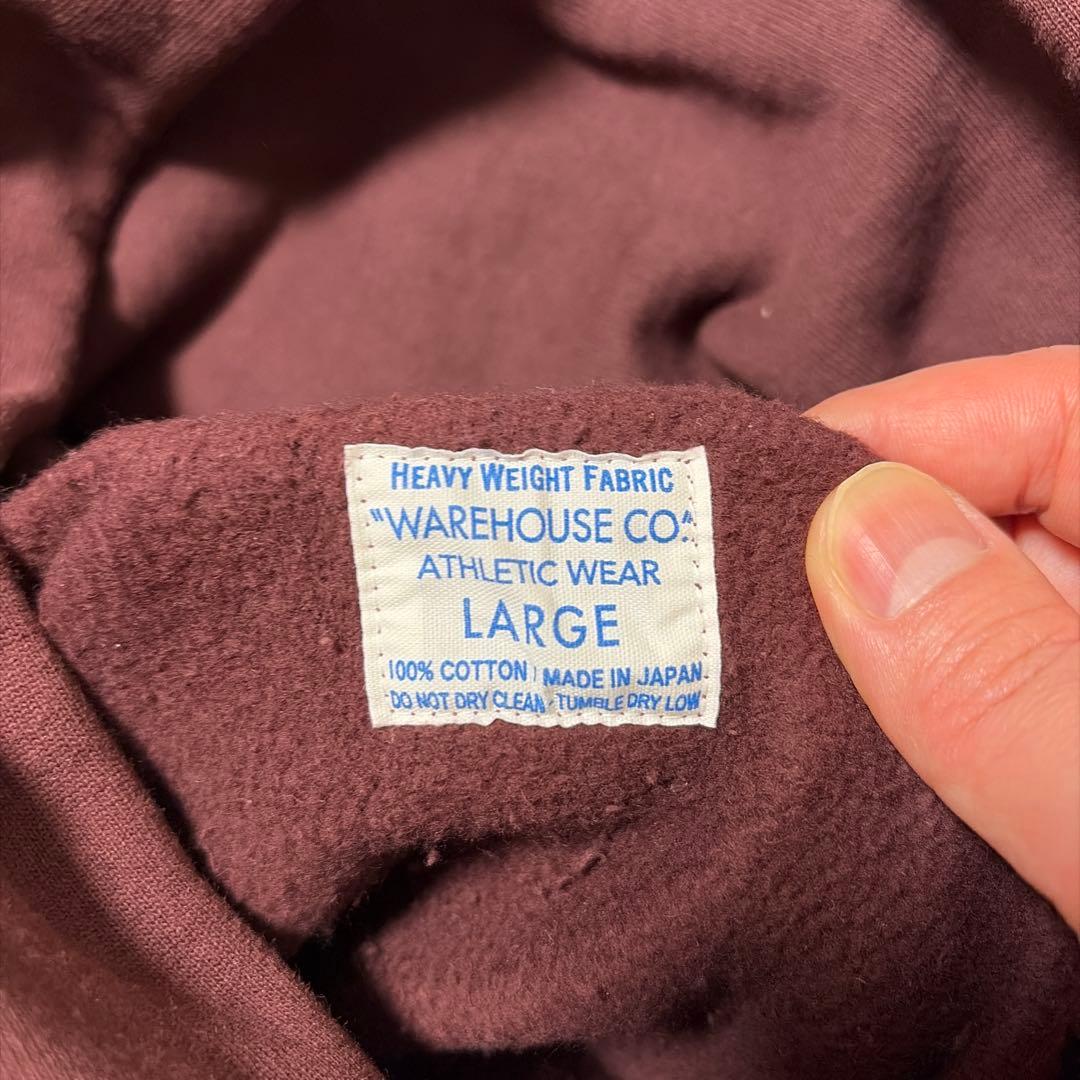 HEAVY WEIGHT FABRIC
"WAREHOUSE CO."
ATHLETIC WEAR
LARGE
100% COTTON MADE IN JAPAN
DO NOT DRY CLEAN · TUMBLE DRY LOW